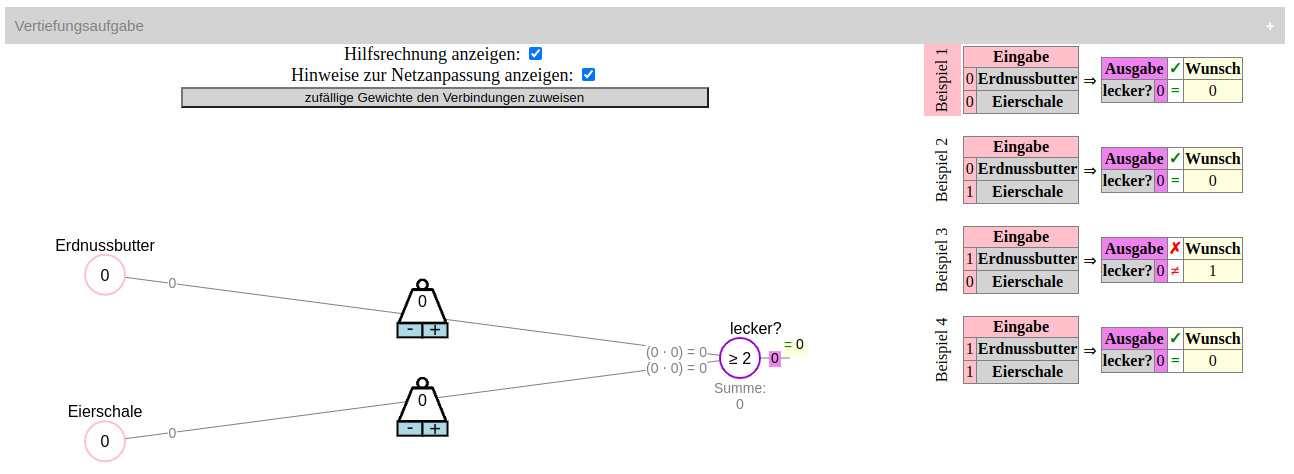 Vertiefungsaufgabe +
Hilfsrechnung anzeigen:
Hinweise zur Netzanpassung anzeigen:
zufällige Gewichte den Verbindungen zuweisen
Erdnussbutter
0
0
0
- +
Eierschale
0
0
0
- +
(0 · 0) = 0
(0 · 0) = 0
lecker?
≥ 2
0
= 0
Summe:
0
Beispiel 1
Eingabe
0 Erdnussbutter
0 Eierschale
⇒
Ausgabe ✓ Wunsch
lecker? 0 = 0
Beispiel 2
Eingabe
0 Erdnussbutter
1 Eierschale
⇒
Ausgabe ✓ Wunsch
lecker? 0 = 0
Beispiel 3
Eingabe
1 Erdnussbutter
0 Eierschale
⇒
Ausgabe ✗ Wunsch
lecker? 0 ≠ 1
Beispiel 4
Eingabe
1 Erdnussbutter
1 Eierschale
⇒
Ausgabe ✓ Wunsch
lecker? 0 = 0